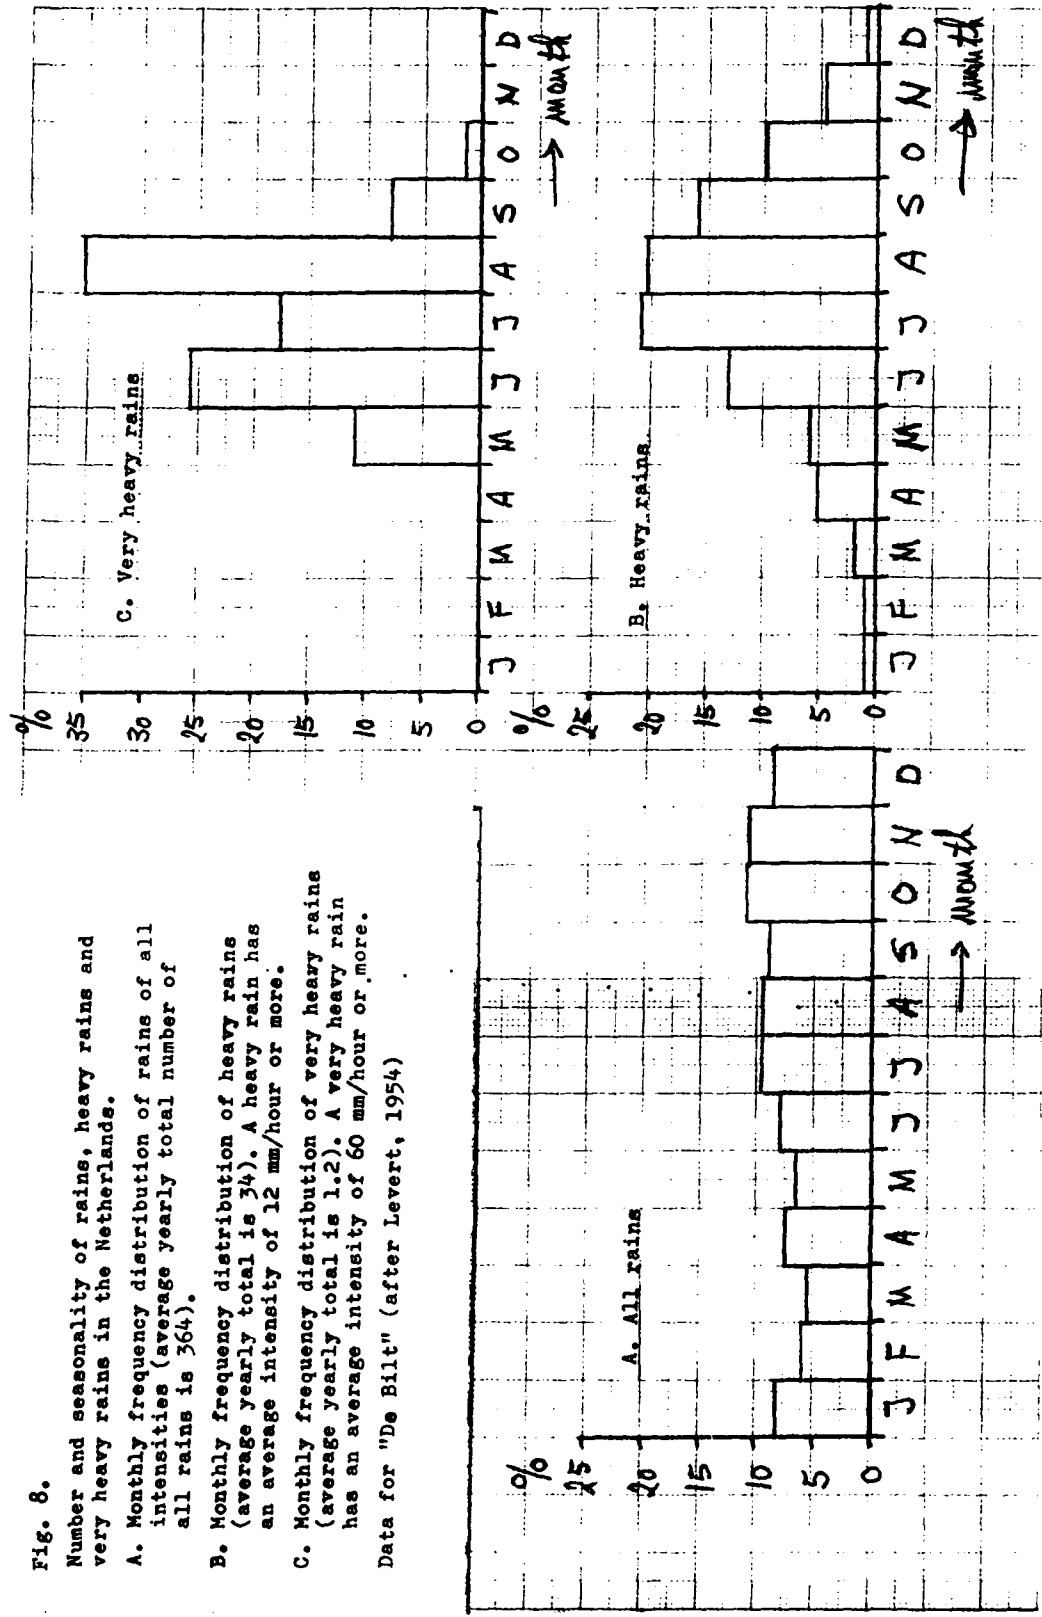 Fig. 8.
Number and seasonality of rains, heavy rains and
very heavy rains in the Netherlands.
A. Monthly frequency distribution of rains of all
intensities (average yearly total number of
all rains is 364).
B. Monthly frequency distribution of heavy rains
(average yearly total is 34). A heavy rain has
an average intensity of 12 mm/hour or more.
C. Monthly frequency distribution of very heavy rains
(average yearly total is 1.2). A very heavy rain
has an average intensity of 60 mm/hour or more.
Data for "De Bilt" (after Levert, 1954)
%
35
30
25
20
15
10
5
0
C. Very heavy rains
J F M A M J J A S O N D
→ month
%
25
20
15
10
5
0
A. All rains
J F M A M J J A S O N D
→ month
%
25
20
15
10
5
0
B. Heavy rains
J F M A M J J A S O N D
→ month